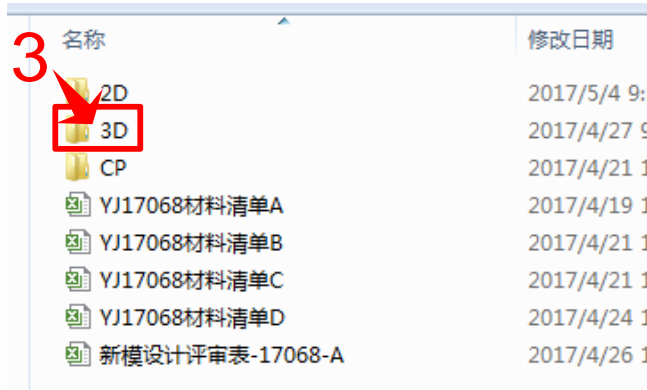 名称 修改日期
3
2D 2017/5/4 9:
3D 2017/4/27 9
CP 2017/4/21 1
YJ17068材料清单A 2017/4/19 1
YJ17068材料清单B 2017/4/21 1
YJ17068材料清单C 2017/4/21 1
YJ17068材料清单D 2017/4/24 1
新模设计评审表-17068-A 2017/4/26 1